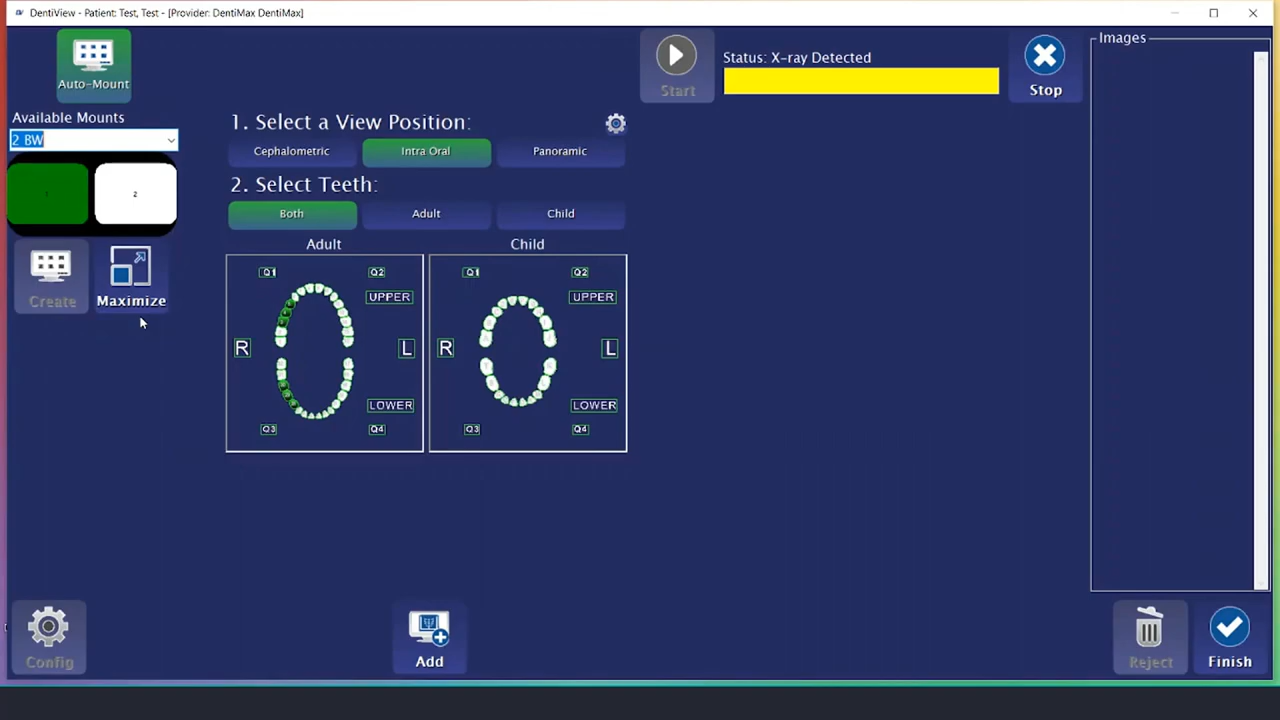 DentiView - Patient: Test, Test - [Provider: DentiMax DentiMax]
Auto-Mount
Available Mounts
2 BW
1
2
Create
Maximize
1. Select a View Position:
Cephalometric
Intra Oral
Panoramic
2. Select Teeth:
Both
Adult
Child
Adult
Q1
Q2
UPPER
R
L
LOWER
Q3
Q4
Child
Q1
Q2
UPPER
R
L
LOWER
Q3
Q4
Start
Status: X-ray Detected
Stop
Images
Config
Add
Reject
Finish